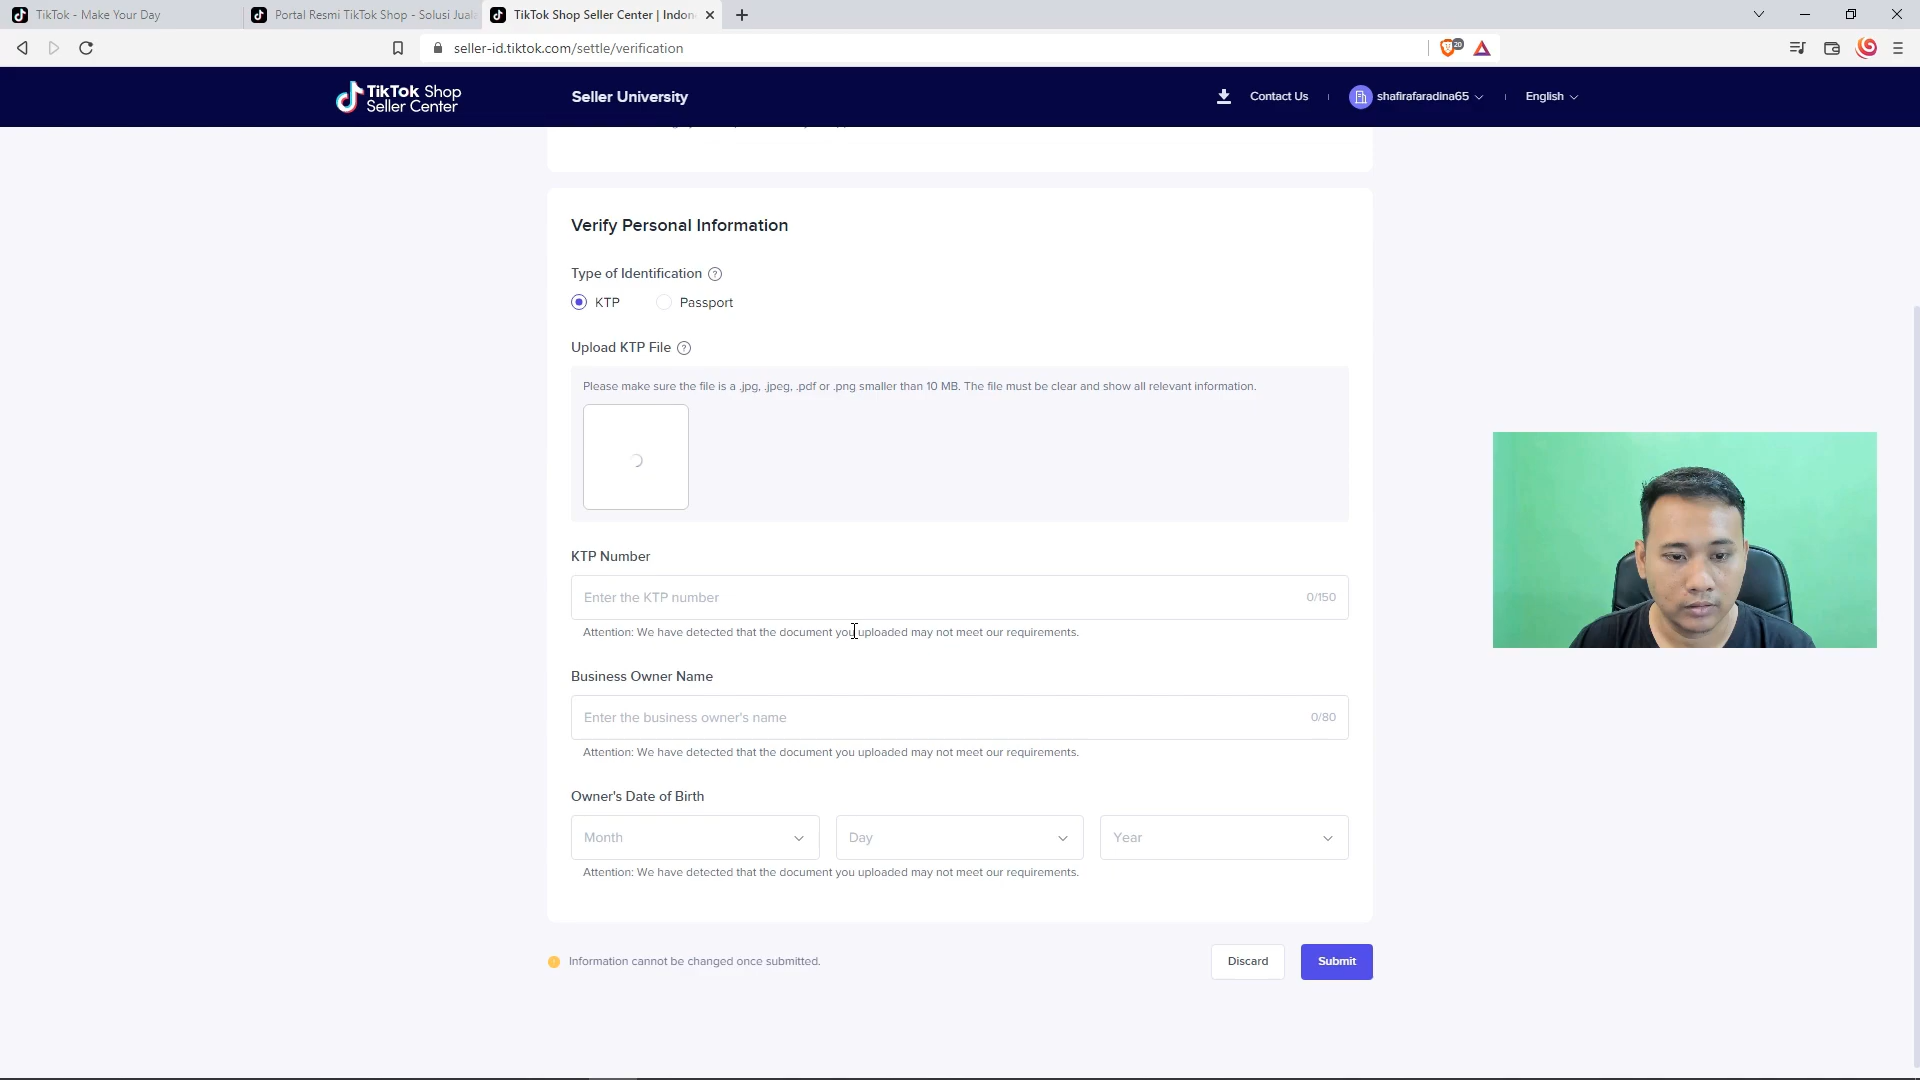 TikTok - Make Your Day
Portal Resmi TikTok Shop - Solusi Juala
TikTok Shop Seller Center | Indon
seller-id.tiktok.com/settle/verification
20
TikTok Shop
Seller Center
Seller University
Contact Us
shafirafaradina65
English
Verify Personal Information
Type of Identification ?
KTP
Passport
Upload KTP File ?
Please make sure the file is a .jpg, .jpeg, .pdf or .png smaller than 10 MB. The file must be clear and show all relevant information.
KTP Number
Enter the KTP number
0/150
Attention: We have detected that the document you uploaded may not meet our requirements.
Business Owner Name
Enter the business owner's name
0/80
Attention: We have detected that the document you uploaded may not meet our requirements.
Owner's Date of Birth
Month
Day
Year
Attention: We have detected that the document you uploaded may not meet our requirements.
Information cannot be changed once submitted.
Discard
Submit